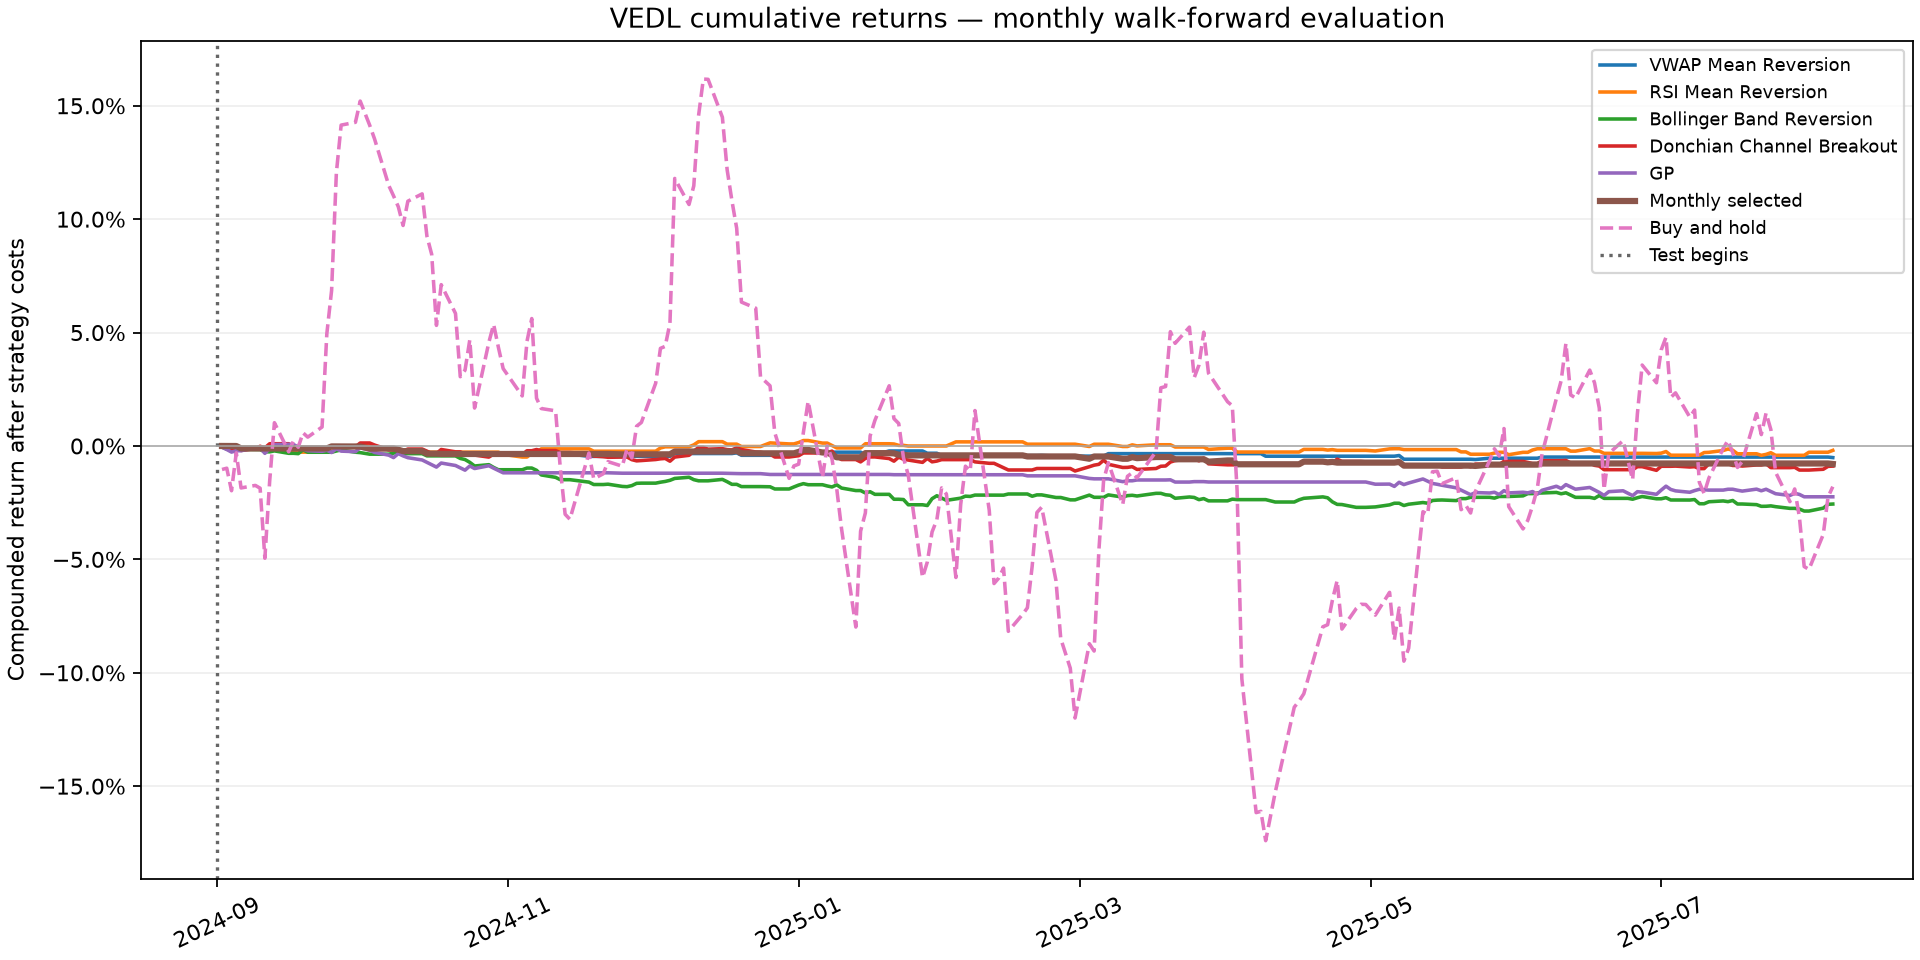 VEDL cumulative returns — monthly walk-forward evaluation
Compounded return after strategy costs
15.0%
10.0%
5.0%
0.0%
−5.0%
−10.0%
−15.0%
VWAP Mean Reversion
RSI Mean Reversion
Bollinger Band Reversion
Donchian Channel Breakout
GP
Monthly selected
Buy and hold
Test begins
2024-09
2024-11
2025-01
2025-03
2025-05
2025-07